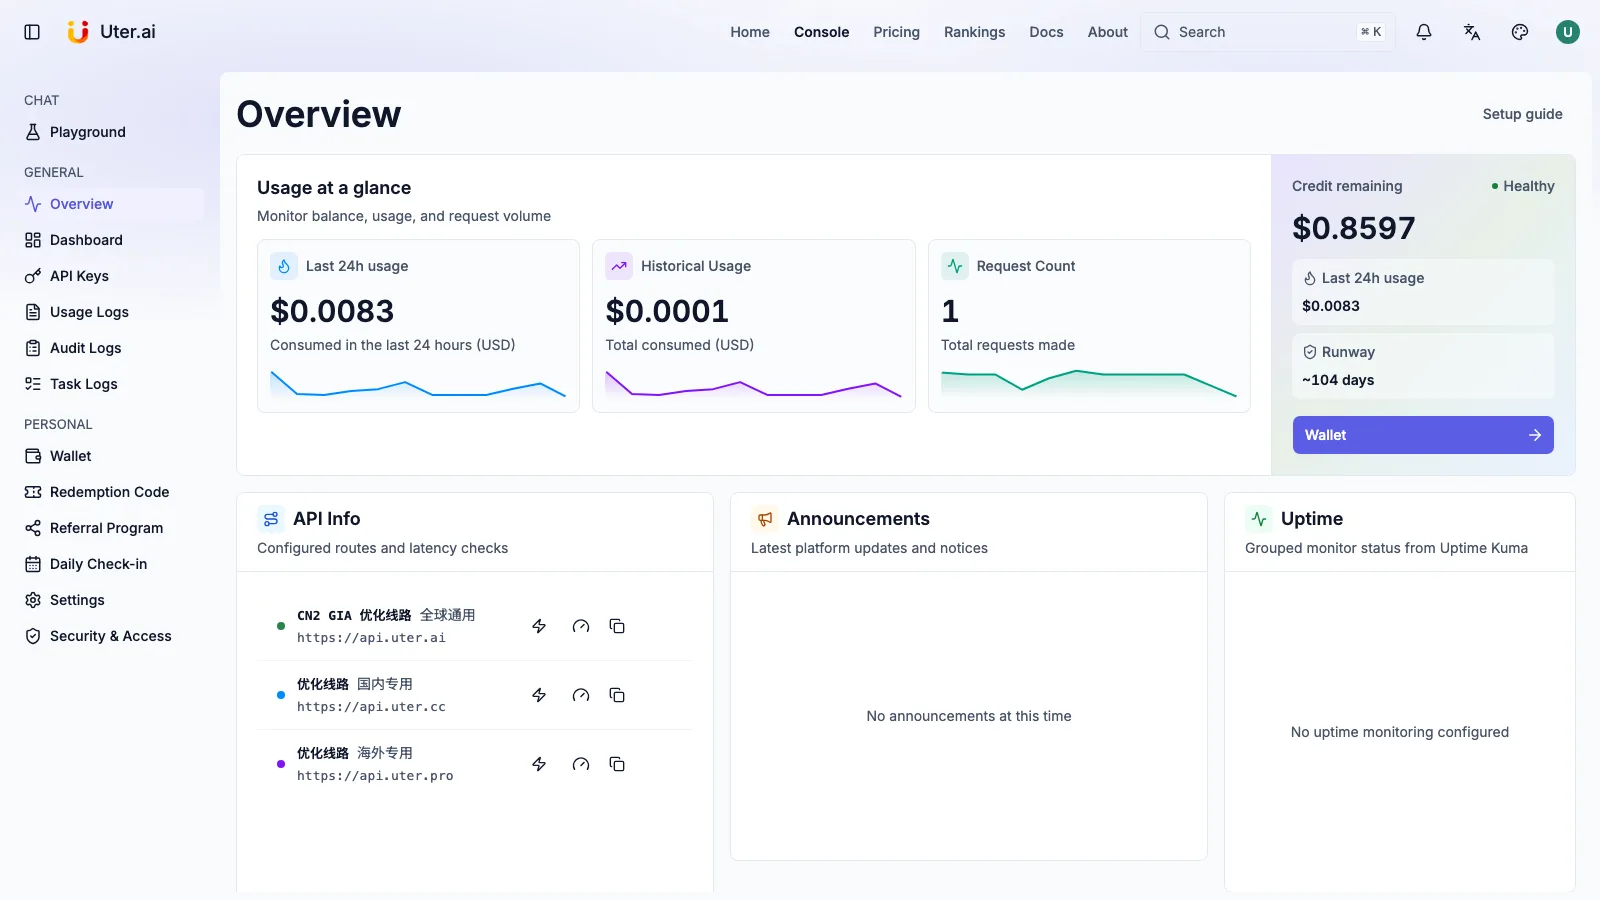 Uter.ai
Home
Console
Pricing
Rankings
Docs
About
Search
⌘ K
U
CHAT
Playground
GENERAL
Overview
Dashboard
API Keys
Usage Logs
Audit Logs
Task Logs
PERSONAL
Wallet
Redemption Code
Referral Program
Daily Check-in
Settings
Security & Access
Overview
Setup guide
Usage at a glance
Monitor balance, usage, and request volume
Last 24h usage
$0.0083
Consumed in the last 24 hours (USD)
Historical Usage
$0.0001
Total consumed (USD)
Request Count
1
Total requests made
Credit remaining
Healthy
$0.8597
Last 24h usage
$0.0083
Runway
~104 days
Wallet
API Info
Configured routes and latency checks
CN2 GIA 优化线路 全球通用
https://api.uter.ai
优化线路 国内专用
https://api.uter.cc
优化线路 海外专用
https://api.uter.pro
Announcements
Latest platform updates and notices
No announcements at this time
Uptime
Grouped monitor status from Uptime Kuma
No uptime monitoring configured